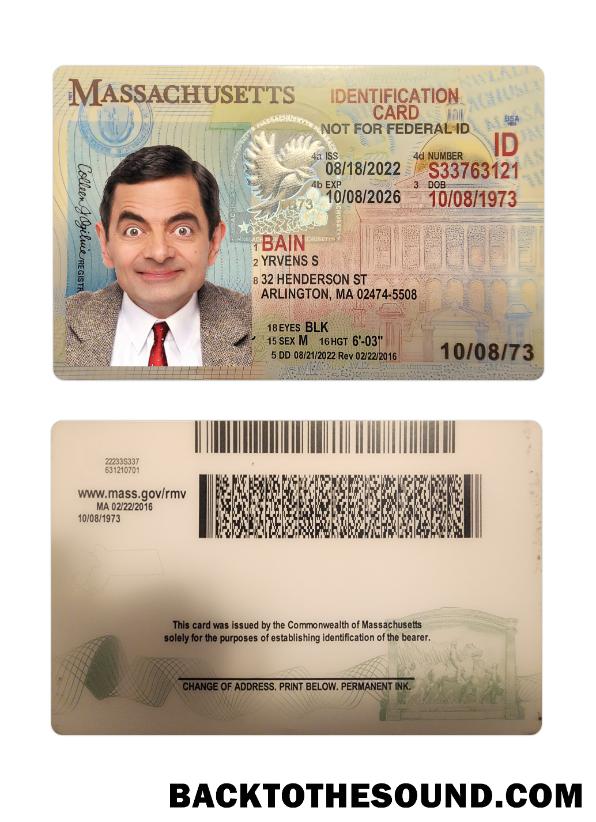 MASSACHUSETTS
IDENTIFICATION
CARD
NOT FOR FEDERAL ID
USA
MA
ID
4a ISS
08/18/2022
4d NUMBER
S33763121
4b EXP
10/08/2026
3 DOB
10/08/1973
1 BAIN
2 YRVENS S
8 32 HENDERSON ST
ARLINGTON, MA 02474-5508
18 EYES BLK
15 SEX M 16 HGT 6'-03"
5 DD 08/21/2022 Rev 02/22/2016
10/08/73
Colleen J. Ogilvie
REGISTR
22233S337
631210701
www.mass.gov/rmv
MA 02/22/2016
10/08/1973
This card was issued by the Commonwealth of Massachusetts
solely for the purposes of establishing identification of the bearer.
CHANGE OF ADDRESS. PRINT BELOW. PERMANENT INK.
BACKTOTHESOUND.COM